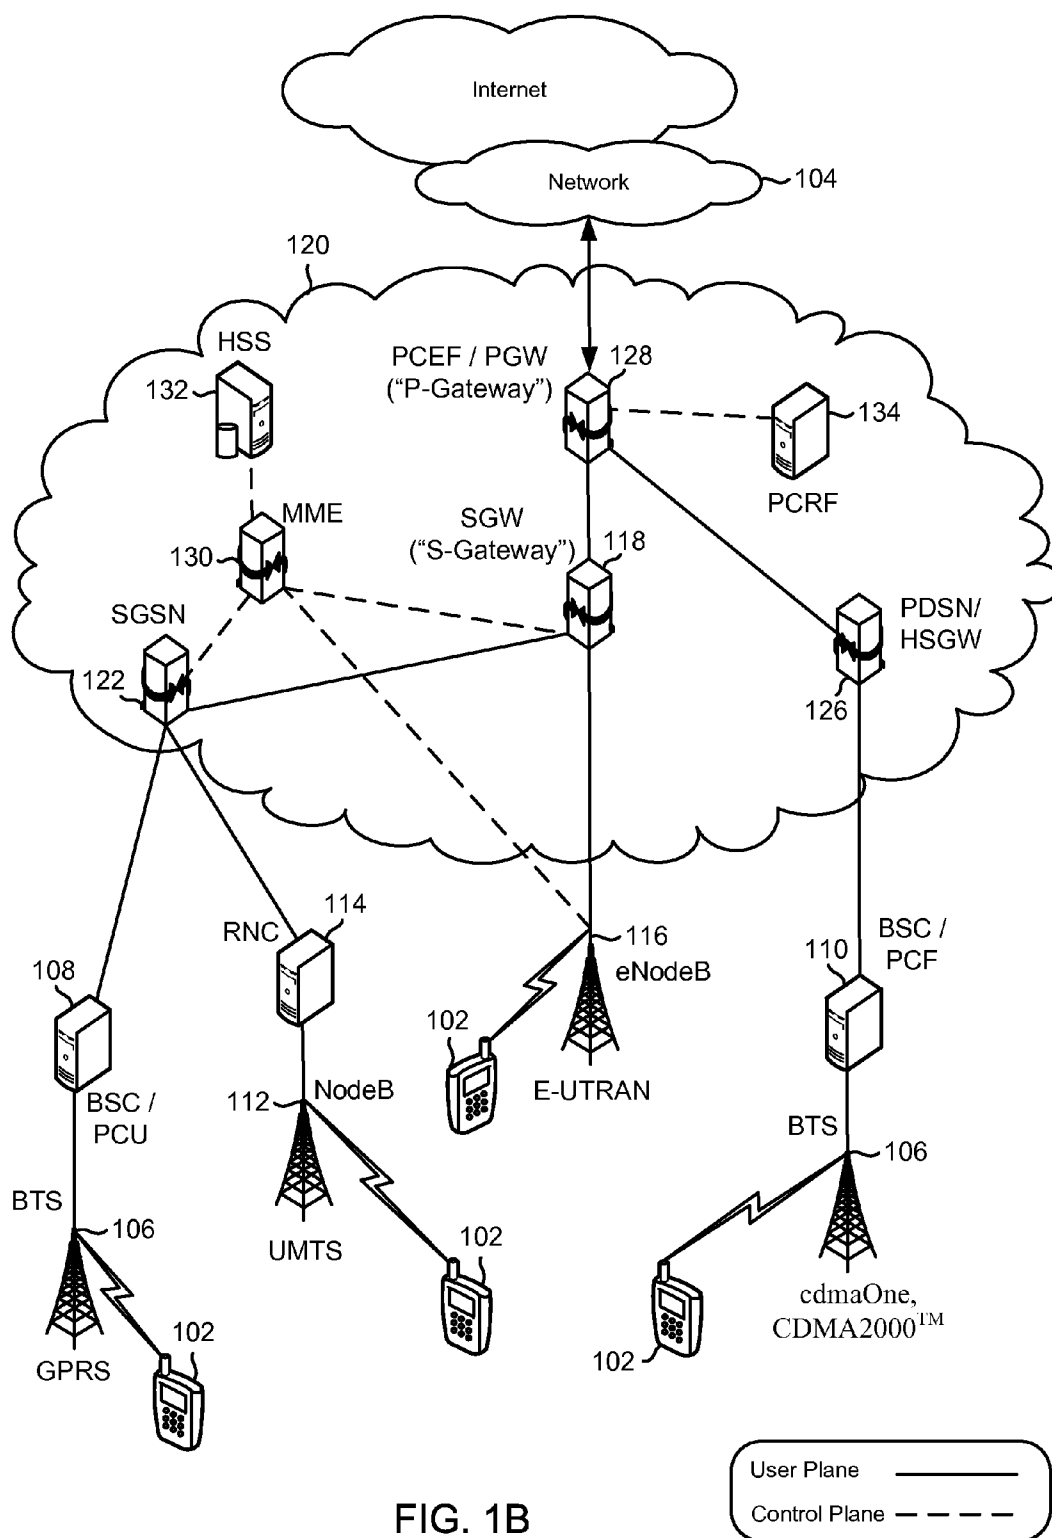 Internet
Network
104
120
HSS
132
PCEF / PGW
("P-Gateway")
128
134
PCRF
MME
130
SGW
("S-Gateway")
118
SGSN
122
PDSN/
HSGW
126
RNC
114
116
eNodeB
BSC /
PCF
110
108
102
E-UTRAN
BSC /
PCU
NodeB
112
BTS
106
BTS
106
UMTS
102
cdmaOne,
CDMA2000™
102
GPRS
102
User Plane
Control Plane
FIG. 1B